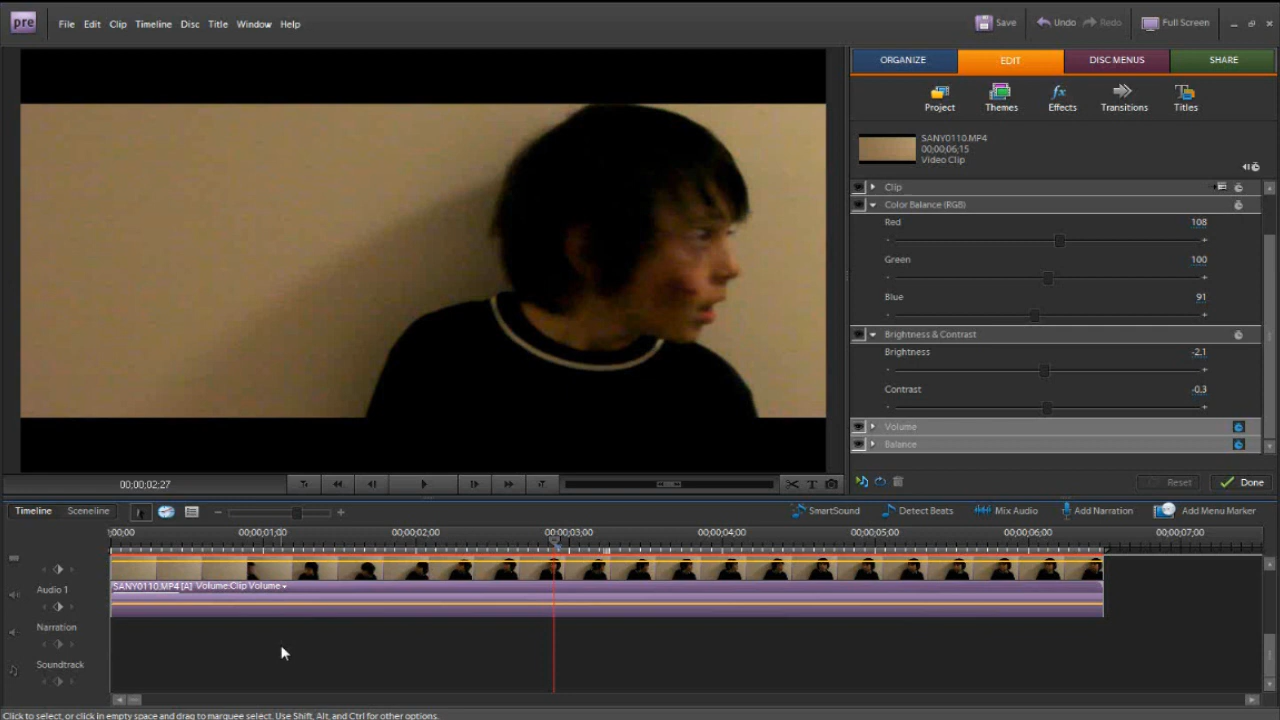 pre File Edit Clip Timeline Disc Title Window Help Save Undo Redo Full Screen
ORGANIZE EDIT DISC MENUS SHARE
Project Themes Effects Transitions Titles
SANY0110.MP4
00;00;06;15
Video Clip
Clip
Color Balance (RGB)
Red 108
Green 100
Blue 91
Brightness & Contrast
Brightness -2.1
Contrast -0.3
Volume
Balance
00;00;02;27
Reset Done
Timeline Sceneline SmartSound Detect Beats Mix Audio Add Narration Add Menu Marker
00;00 00;00;01;00 00;00;02;00 00;00;03;00 00;00;04;00 00;00;05;00 00;00;06;00 00;00;07;00
SANY0110.MP4 [A] Volume:Clip Volume
Audio 1
Narration
Soundtrack
Click to select, or click in empty space and drag to marquee select. Use Shift, Alt, and Ctrl for other options.